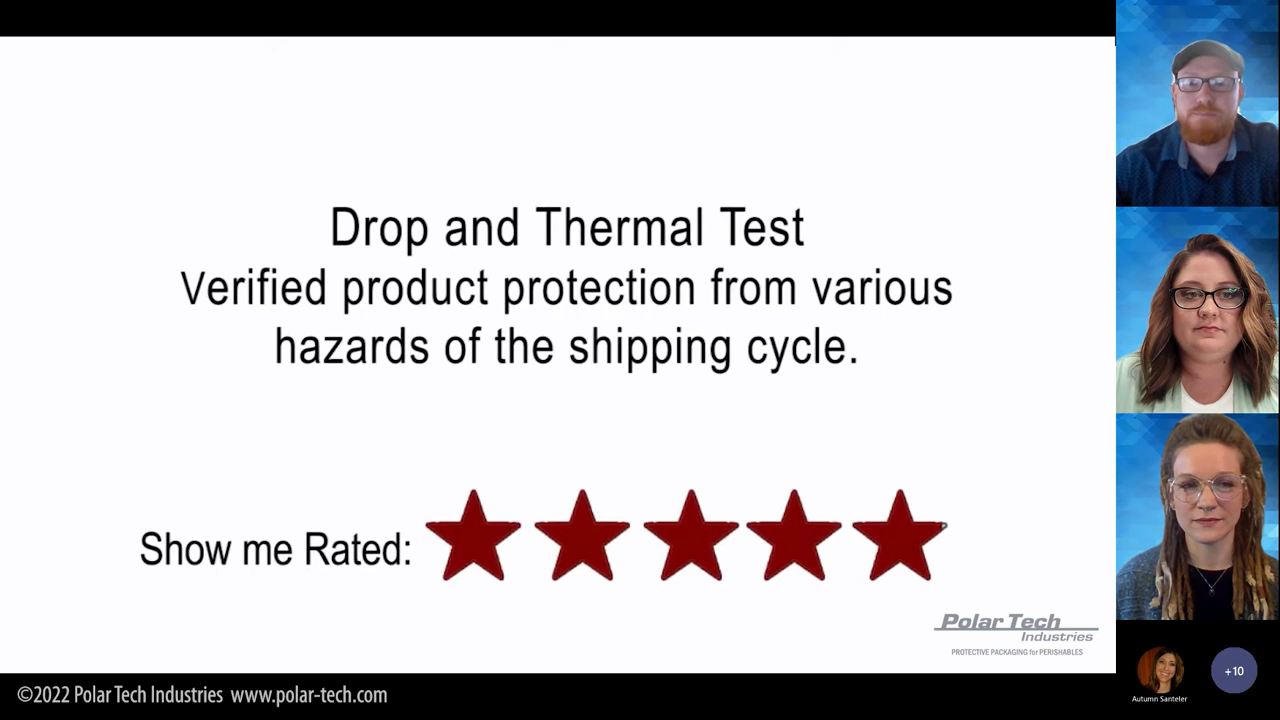 Drop and Thermal Test
Verified product protection from various
hazards of the shipping cycle.
Show me Rated:
Polar Tech
Industries
PROTECTIVE PACKAGING for PERISHABLES
©2022 Polar Tech Industries www.polar-tech.com
Autumn Santeler
+10